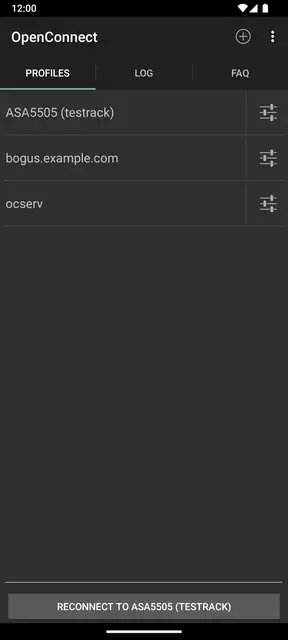 12:00
OpenConnect
PROFILES
LOG
FAQ
ASA5505 (testrack)
bogus.example.com
ocserv
RECONNECT TO ASA5505 (TESTRACK)